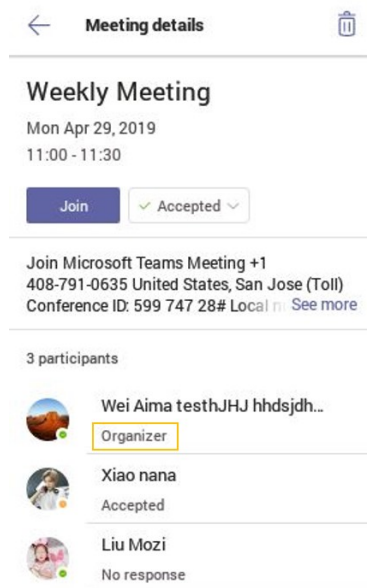 Meeting details
Weekly Meeting
Mon Apr 29, 2019
11:00 - 11:30
Join
Accepted
Join Microsoft Teams Meeting +1
408-791-0635 United States, San Jose (Toll)
Conference ID: 599 747 28# Local See more
3 participants
Wei Aima testhJHJ hhdsjdh...
Organizer
Xiao nana
Accepted
Liu Mozi
No response